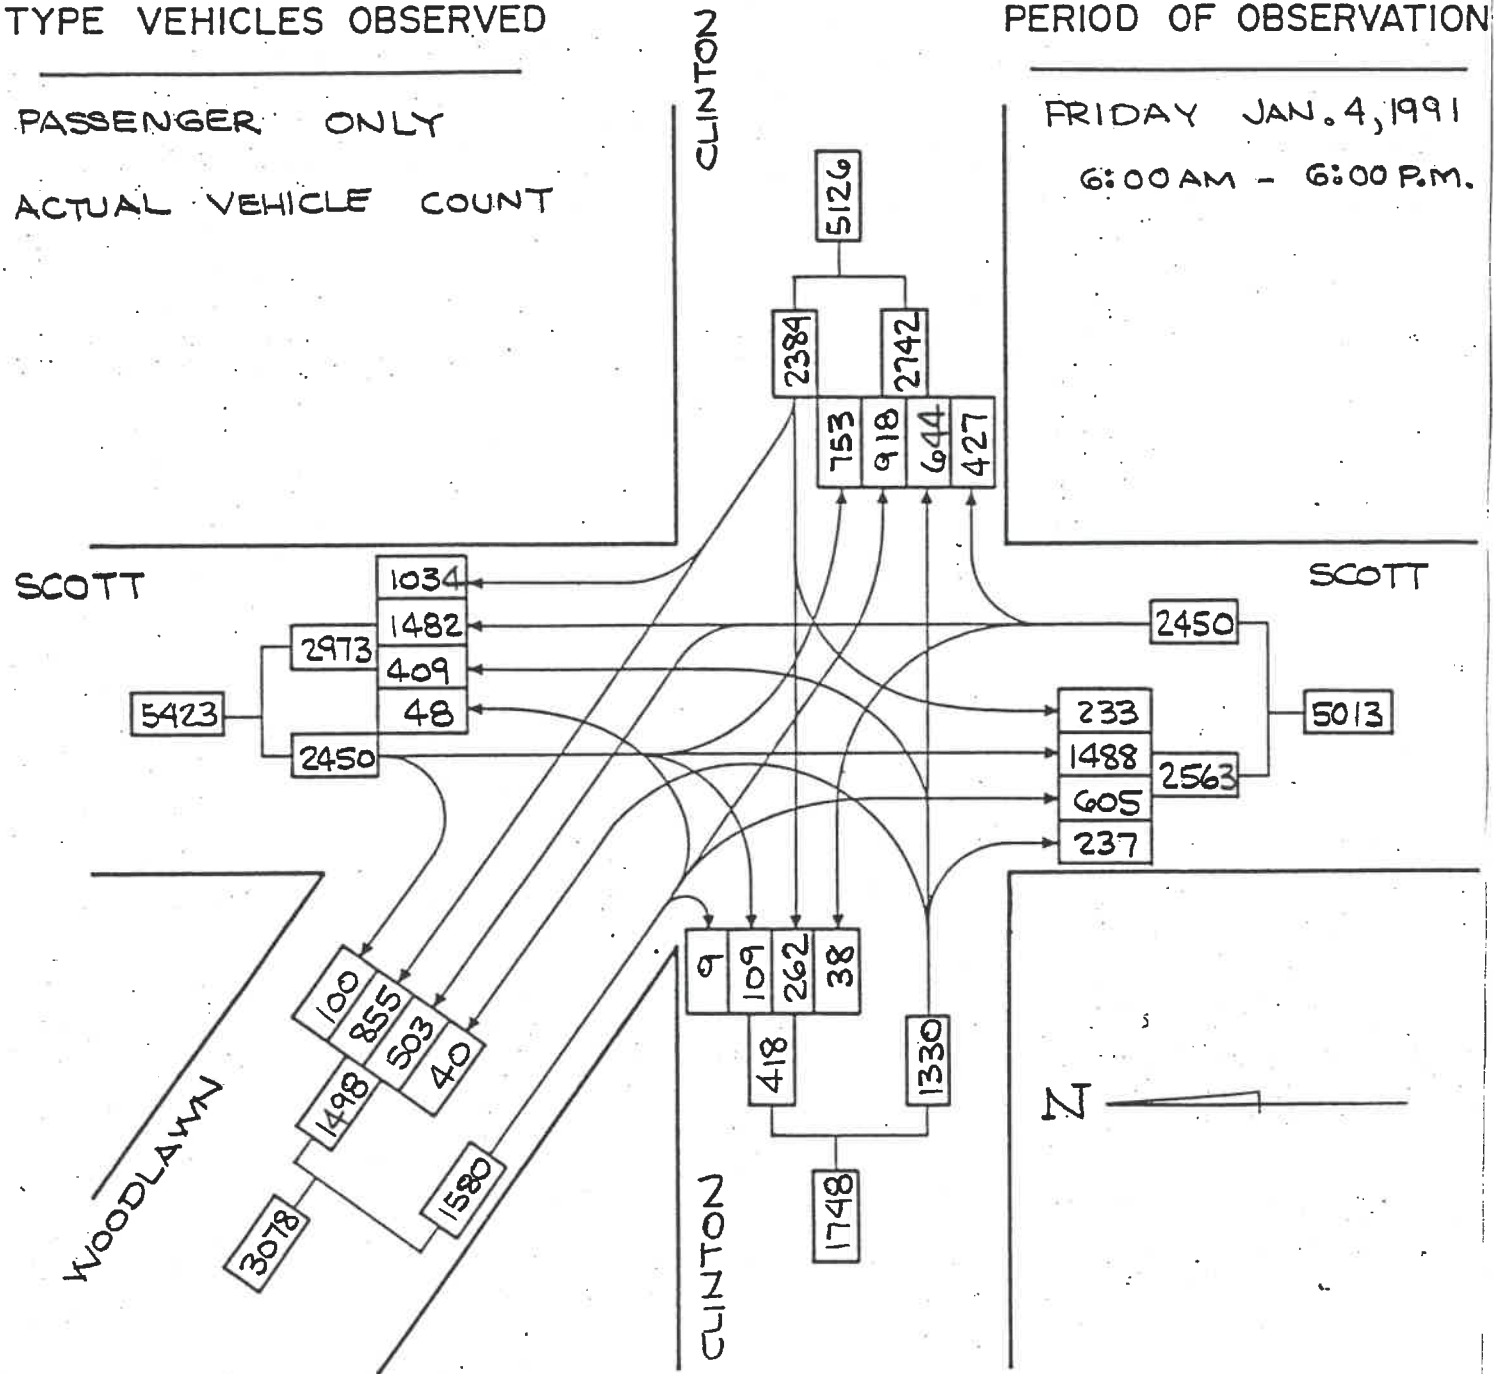 TYPE VEHICLES OBSERVED
PERIOD OF OBSERVATION
PASSENGER ONLY
ACTUAL VEHICLE COUNT
FRIDAY JAN. 4, 1991
6:00 AM - 6:00 P.M.
CLINTON
5126
2384
2742
753
918
644
427
SCOTT
1034
1482
409
48
2973
5423
2450
SCOTT
2450
5013
233
1488
605
237
2563
9
109
262
38
418
1330
1748
100
855
503
40
1498
1580
3078
WOODLAWN
CLINTON
N